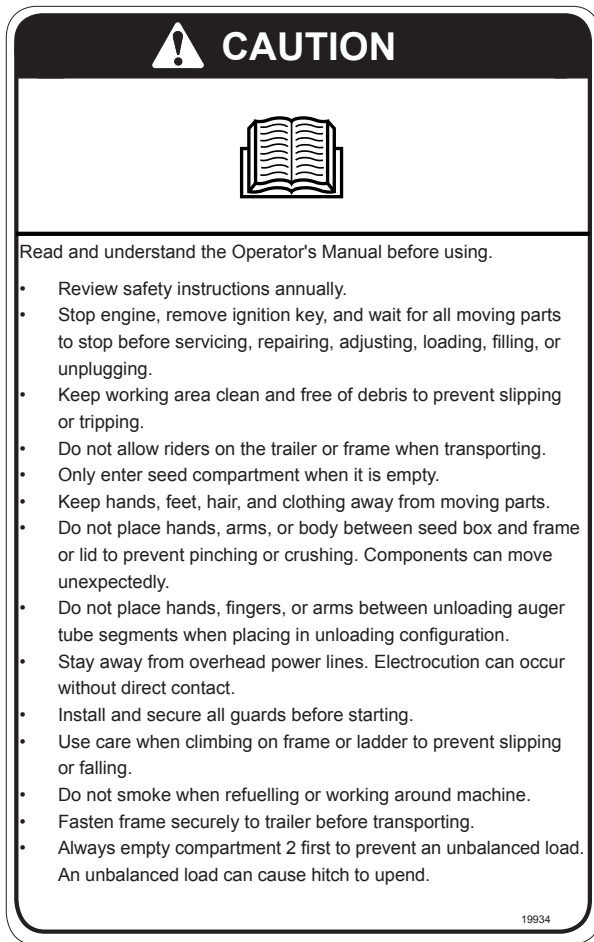 CAUTION
Read and understand the Operator's Manual before using.
• Review safety instructions annually.
• Stop engine, remove ignition key, and wait for all moving parts
to stop before servicing, repairing, adjusting, loading, filling, or
unplugging.
• Keep working area clean and free of debris to prevent slipping
or tripping.
• Do not allow riders on the trailer or frame when transporting.
• Only enter seed compartment when it is empty.
• Keep hands, feet, hair, and clothing away from moving parts.
• Do not place hands, arms, or body between seed box and frame
or lid to prevent pinching or crushing. Components can move
unexpectedly.
• Do not place hands, fingers, or arms between unloading auger
tube segments when placing in unloading configuration.
• Stay away from overhead power lines. Electrocution can occur
without direct contact.
• Install and secure all guards before starting.
• Use care when climbing on frame or ladder to prevent slipping
or falling.
• Do not smoke when refuelling or working around machine.
• Fasten frame securely to trailer before transporting.
• Always empty compartment 2 first to prevent an unbalanced load.
An unbalanced load can cause hitch to upend.
19934